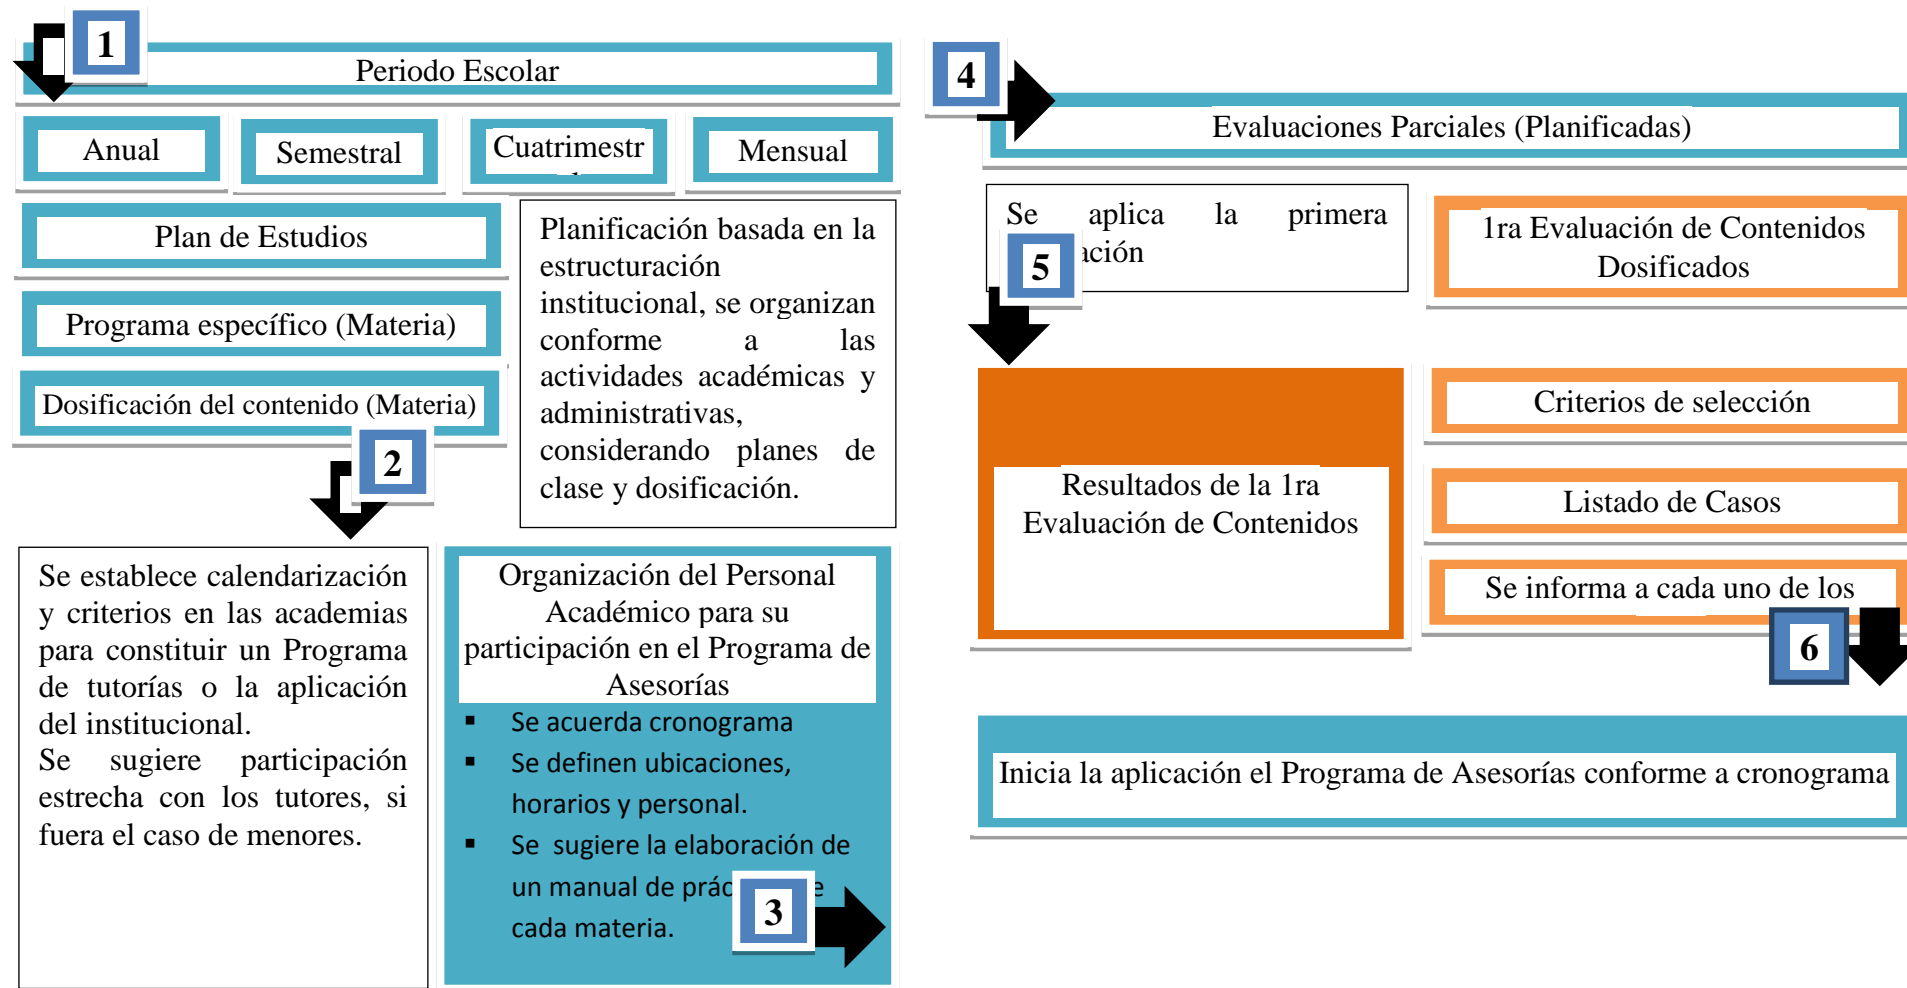 1
Periodo Escolar
Anual
Semestral
Cuatrimestr
Mensual
Plan de Estudios
Programa específico (Materia)
Dosificación del contenido (Materia)
Planificación basada en la
estructuración
institucional, se organizan
conforme a las
actividades académicas y
administrativas,
considerando planes de
clase y dosificación.
2
Se establece calendarización
y criterios en las academias
para constituir un Programa
de tutorías o la aplicación
del institucional.
Se sugiere participación
estrecha con los tutores, si
fuera el caso de menores.
Organización del Personal
Académico para su
participación en el Programa de
Asesorías
▪ Se acuerda cronograma
▪ Se definen ubicaciones,
horarios y personal.
▪ Se sugiere la elaboración de
un manual de prác e
cada materia.
3
4
Evaluaciones Parciales (Planificadas)
Se aplica la primera
ación
1ra Evaluación de Contenidos
Dosificados
5
Resultados de la 1ra
Evaluación de Contenidos
Criterios de selección
Listado de Casos
Se informa a cada uno de los
6
Inicia la aplicación el Programa de Asesorías conforme a cronograma